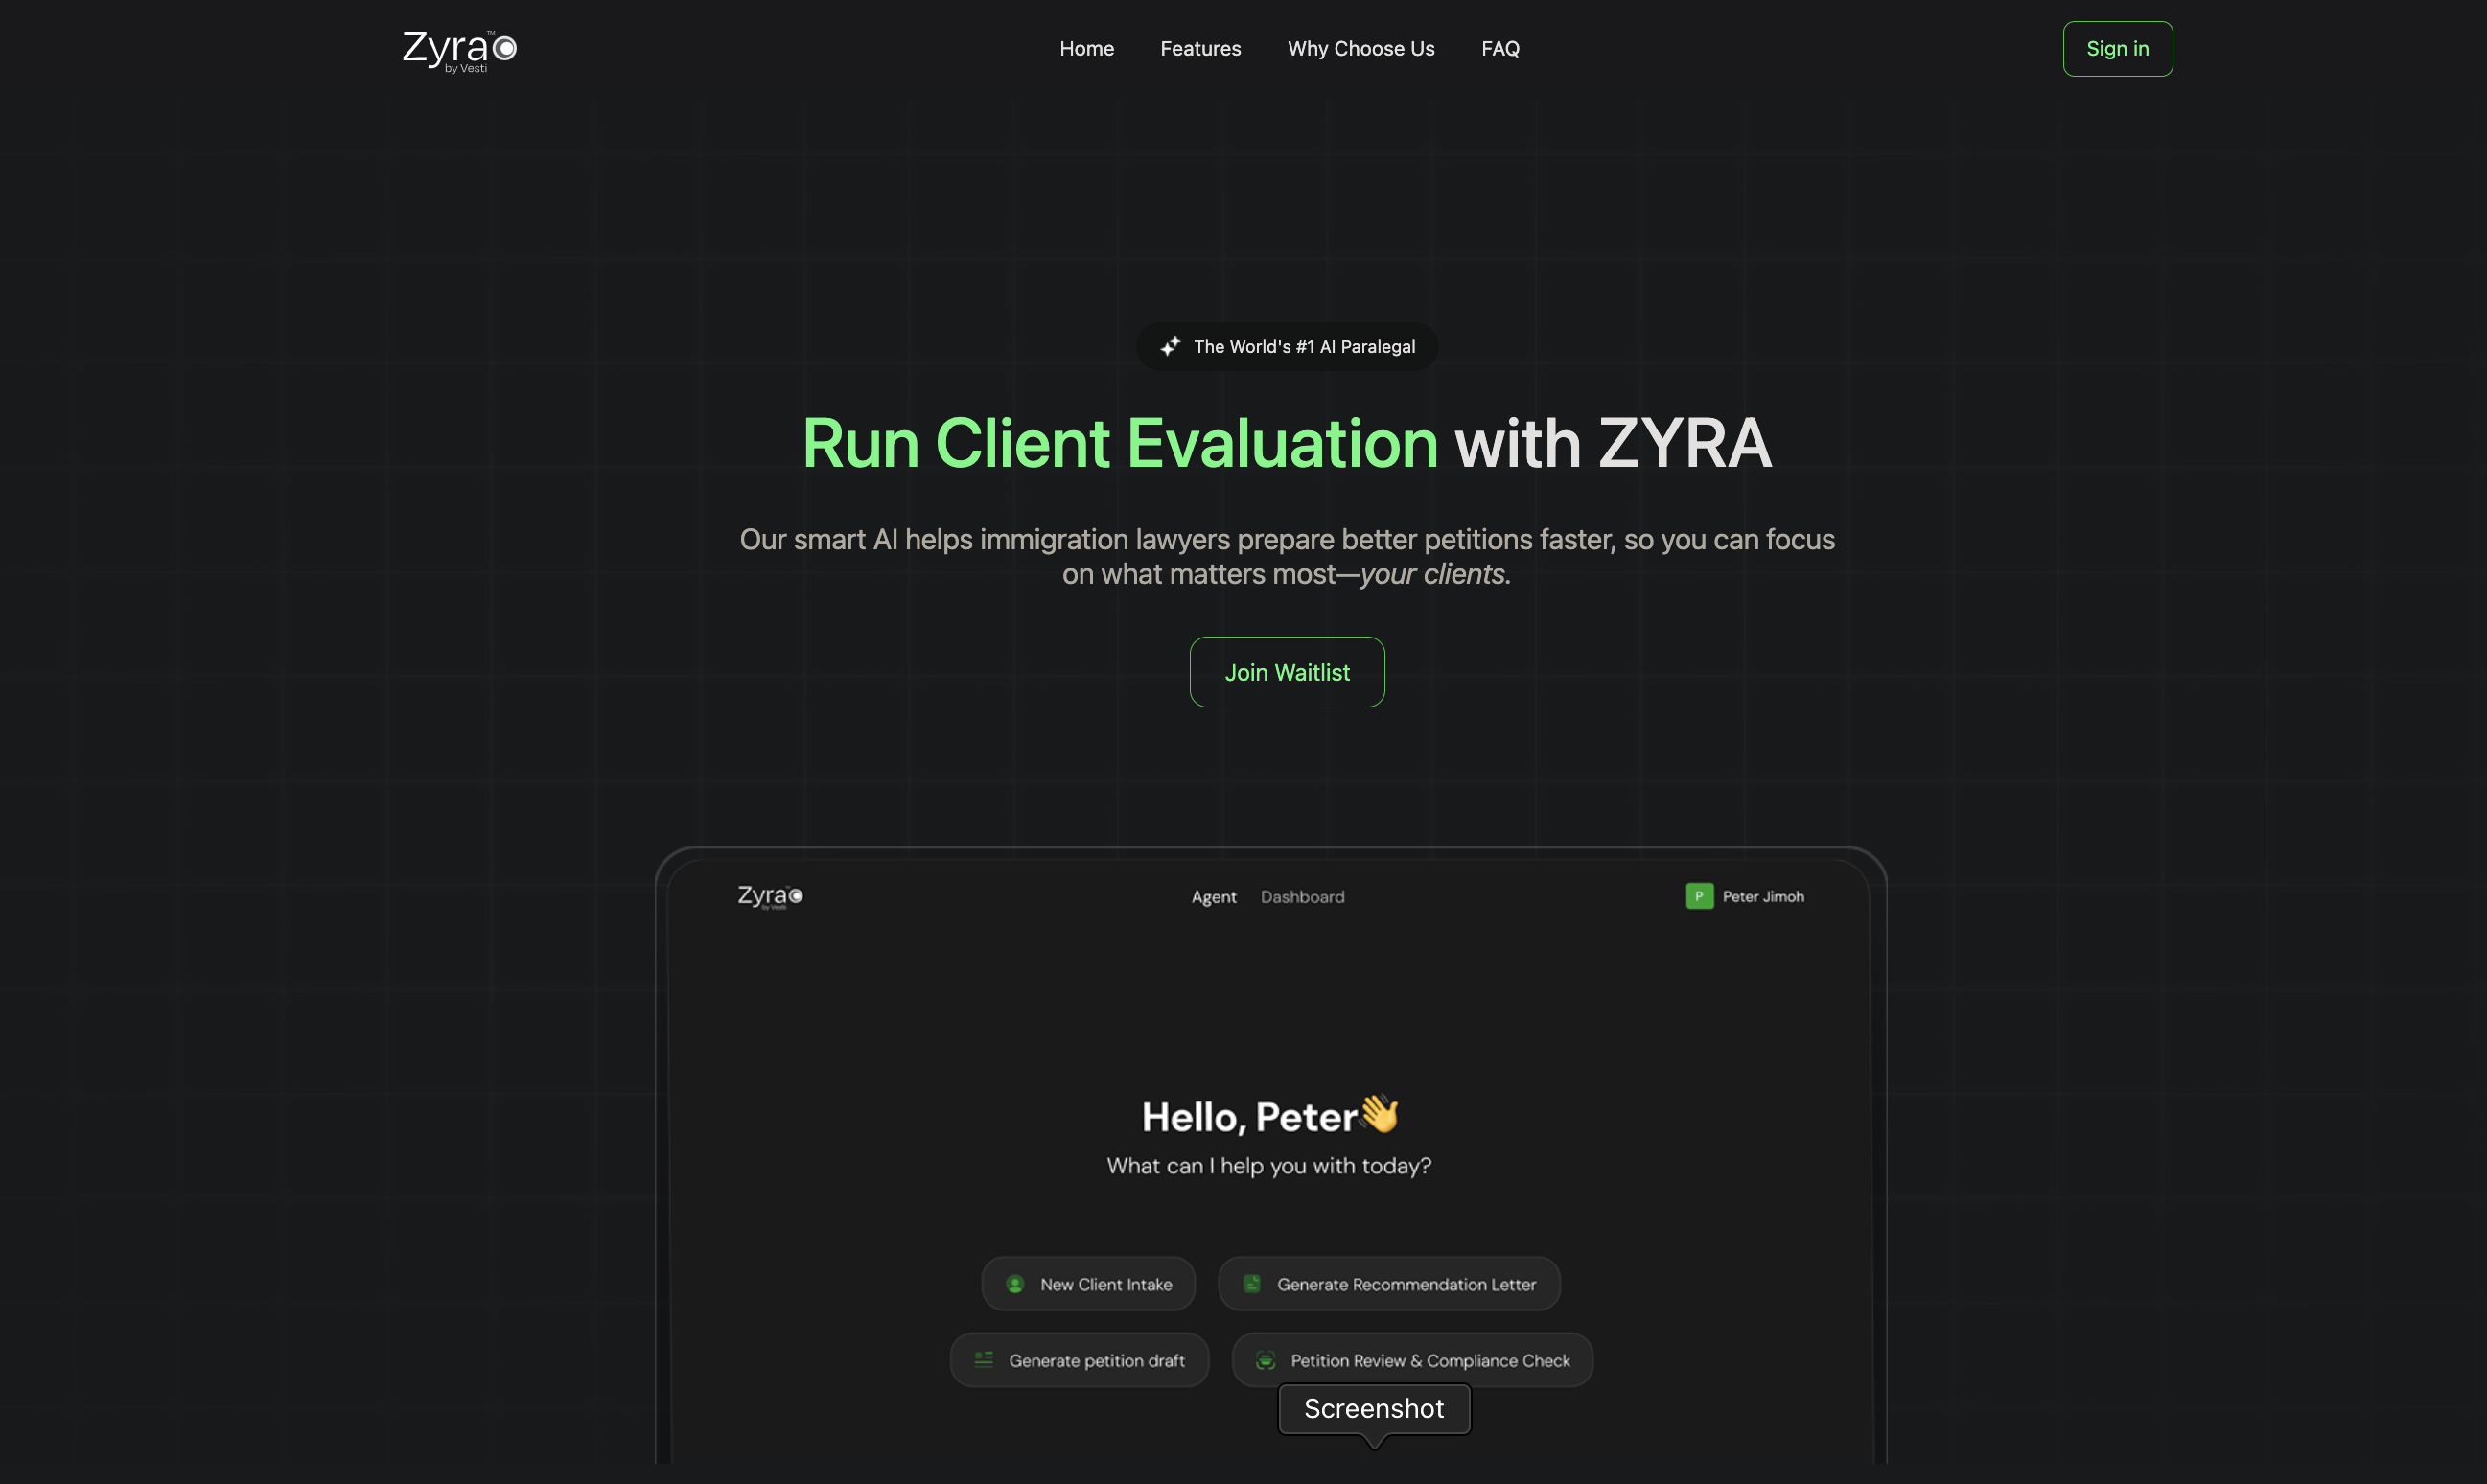 Zyra™
by Vesti
Home
Features
Why Choose Us
FAQ
Sign in
The World's #1 AI Paralegal
Run Client Evaluation with ZYRA
Our smart AI helps immigration lawyers prepare better petitions faster, so you can focus
on what matters most—your clients.
Join Waitlist
Zyra
by Vesti
Agent
Dashboard
P
Peter Jimoh
Hello, Peter👋
What can I help you with today?
New Client Intake
Generate Recommendation Letter
Generate petition draft
Petition Review & Compliance Check
Screenshot